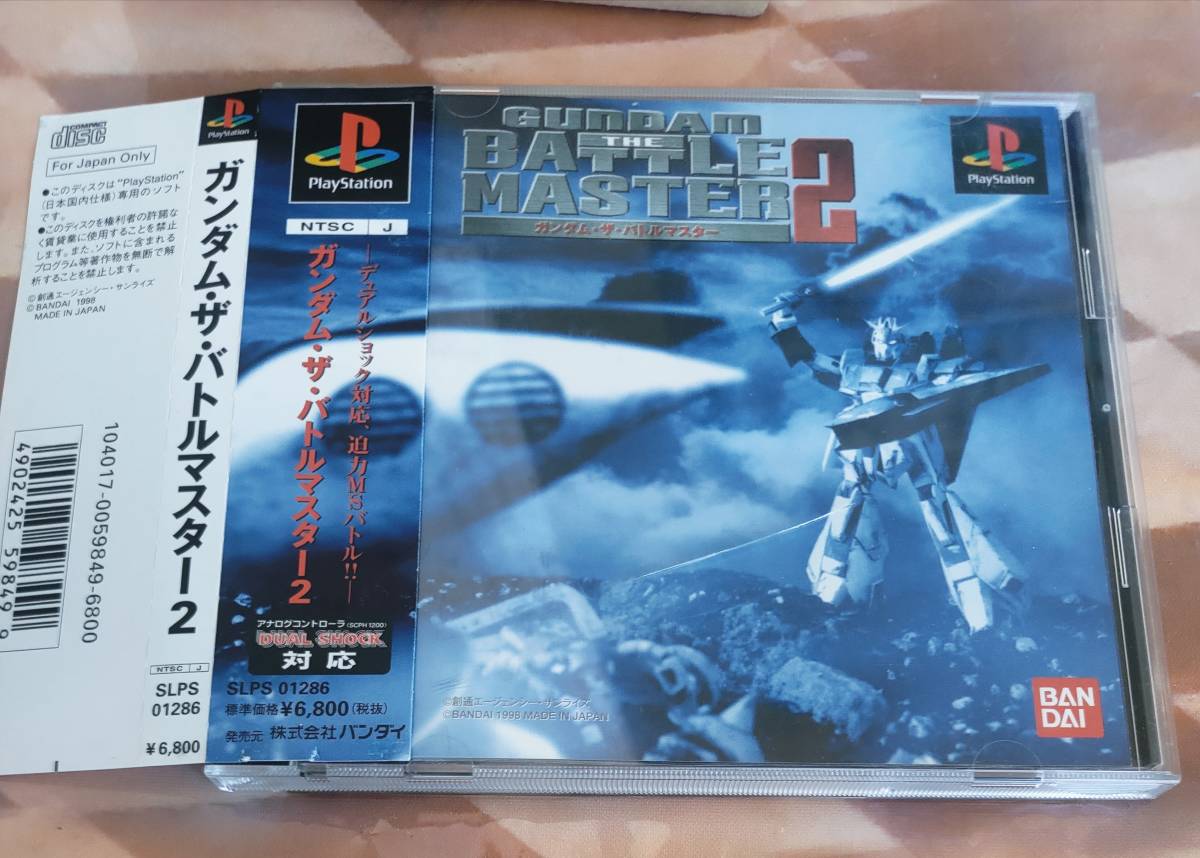 COMPACT
disc
For Japan Only
●このディスクは"PlayStation"
(日本国内仕様)専用のソフト
です。
●このディスクを権利者の許諾な
く賃貸業に使用することを禁止
します。また、ソフトに含まれる
プログラム等著作物を無断で解
析することを禁止します。
©創通エージェンシー・サンライズ
©BANDAI 1998
MADE IN JAPAN
104017-0059849-6800
4902425 59849 9
PlayStation
ガンダム・ザ・バトルマスター2
NTSC J
SLPS
01286
¥6,800
PlayStation
NTSC J
―デュアルショック対応、迫力MSバトル!!―
ガンダム・ザ・バトルマスター2
アナログコントローラ(SCPH 1200)
DUAL SHOCK
対応
SLPS 01286
標準価格¥6,800(税抜)
発売元 株式会社バンダイ
GUNDAM
THE
BATTLE
MASTER 2
ガンダム・ザ・バトルマスター
PlayStation
©創通エージェンシー・サンライズ
©BANDAI 1998 MADE IN JAPAN
BAN
DAI